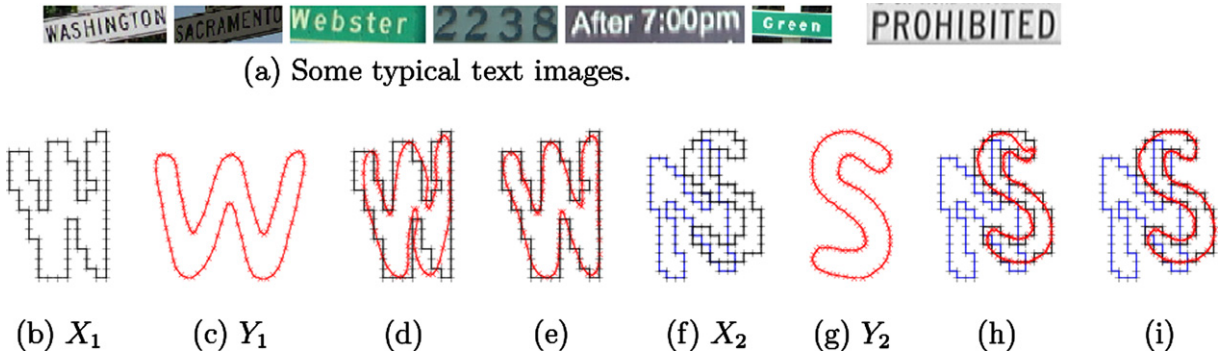 WASHINGTON SACRAMENTO Webster 2238 After 7:00pm Green PROHIBITED
(a) Some typical text images.
W W S S
(b) X₁ (c) Y₁ (d) (e) (f) X₂ (g) Y₂ (h) (i)